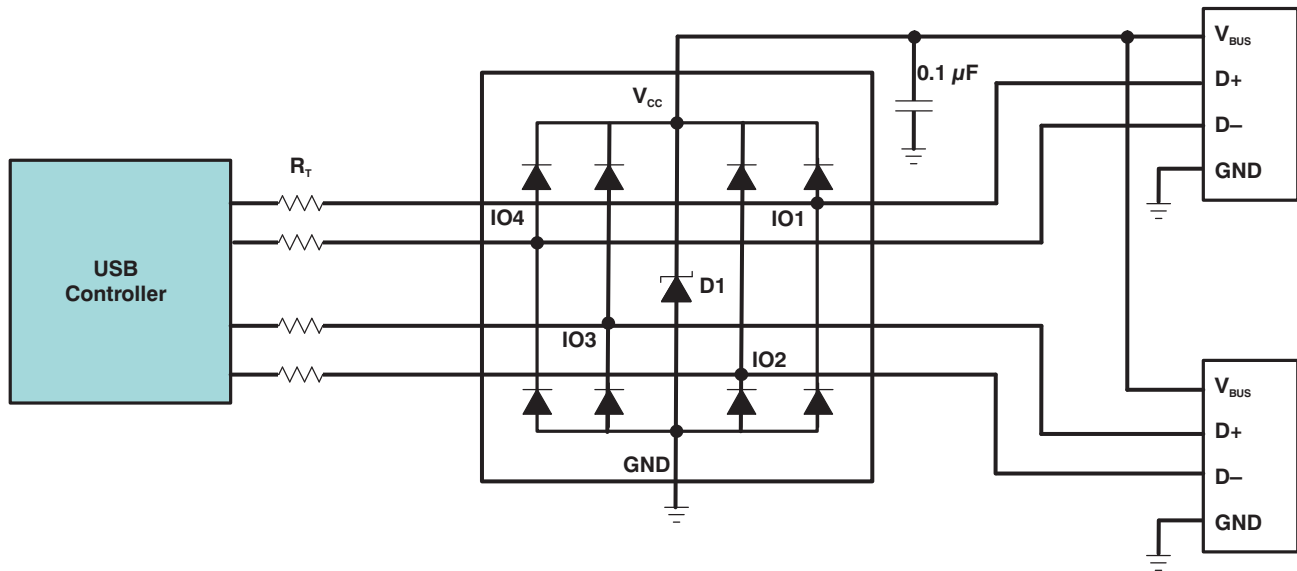 V_BUS
D+
D–
GND
0.1 µF
V_CC
R_T
IO4
IO1
USB
Controller
D1
IO3
IO2
GND
V_BUS
D+
D–
GND